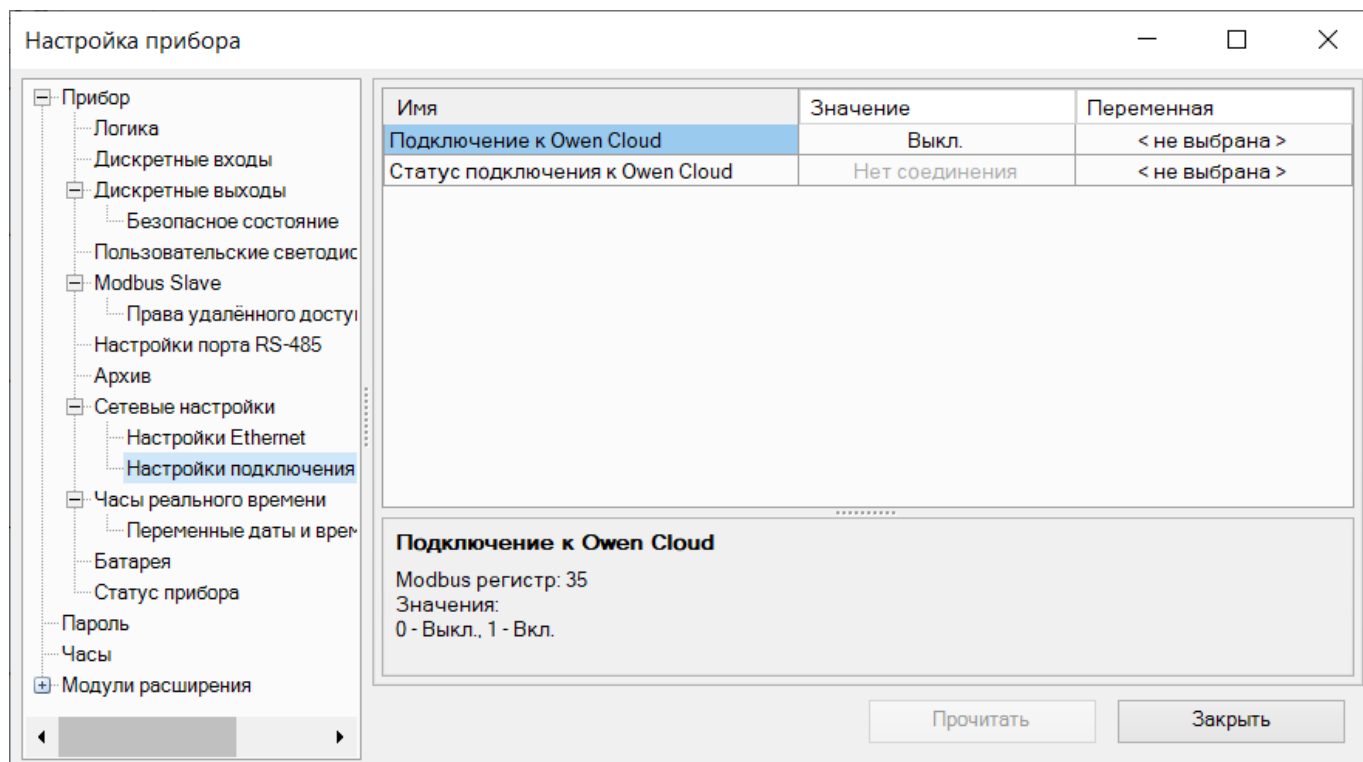 Настройка прибора
Прибор
Логика
Дискретные входы
Дискретные выходы
Безопасное состояние
Пользовательские светодис
Modbus Slave
Права удалённого досту
Настройки порта RS-485
Архив
Сетевые настройки
Настройки Ethernet
Настройки подключения
Часы реального времени
Переменные даты и врем
Батарея
Статус прибора
Пароль
Часы
Модули расширения
Имя Значение Переменная
Подключение к Owen Cloud Выкл. < не выбрана >
Статус подключения к Owen Cloud Нет соединения < не выбрана >
Подключение к Owen Cloud
Modbus регистр: 35
Значения:
0 - Выкл., 1 - Вкл.
Прочитать Закрыть